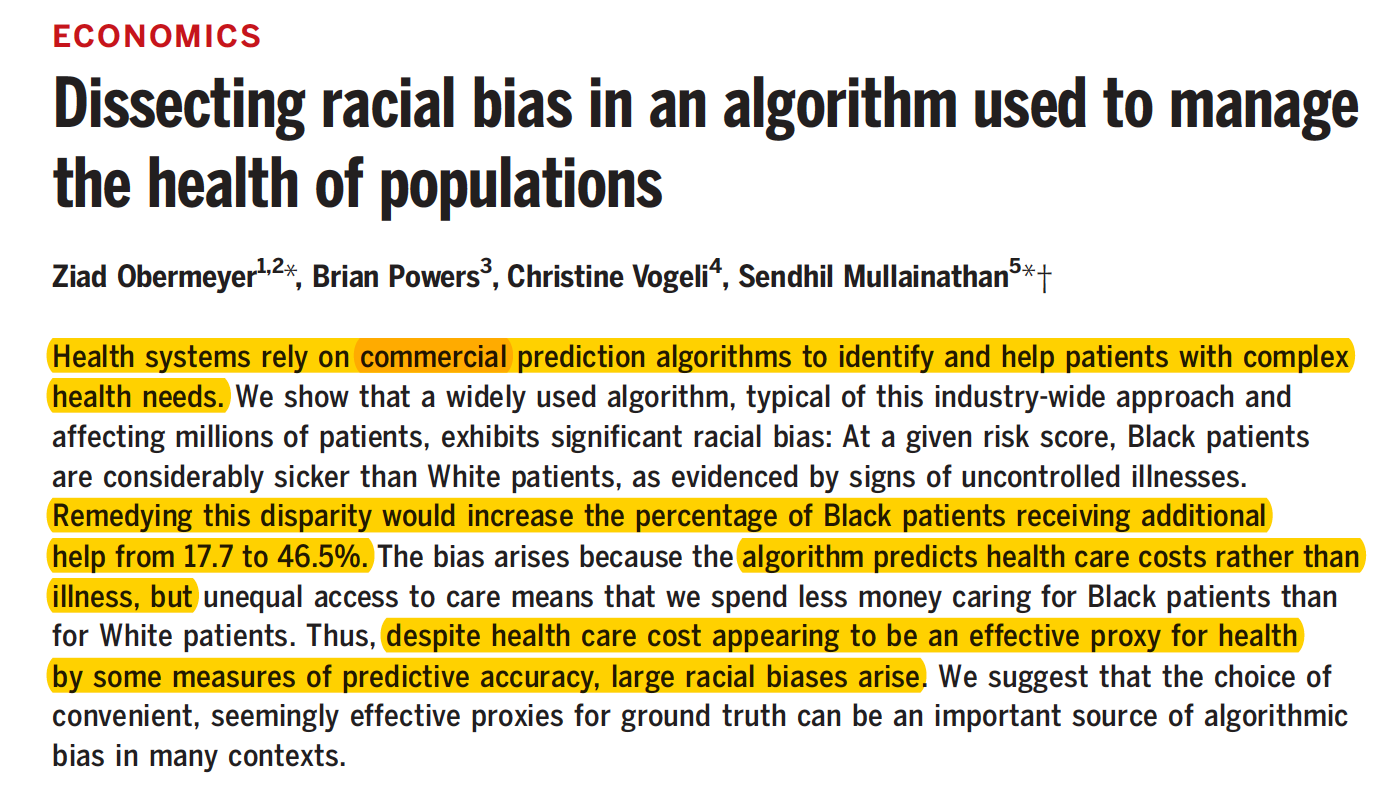 ECONOMICS
Dissecting racial bias in an algorithm used to manage
the health of populations
Ziad Obermeyer1,2*, Brian Powers3, Christine Vogeli4, Sendhil Mullainathan5*†
Health systems rely on commercial prediction algorithms to identify and help patients with complex
health needs. We show that a widely used algorithm, typical of this industry-wide approach and
affecting millions of patients, exhibits significant racial bias: At a given risk score, Black patients
are considerably sicker than White patients, as evidenced by signs of uncontrolled illnesses.
Remedying this disparity would increase the percentage of Black patients receiving additional
help from 17.7 to 46.5%. The bias arises because the algorithm predicts health care costs rather than
illness, but unequal access to care means that we spend less money caring for Black patients than
for White patients. Thus, despite health care cost appearing to be an effective proxy for health
by some measures of predictive accuracy, large racial biases arise. We suggest that the choice of
convenient, seemingly effective proxies for ground truth can be an important source of algorithmic
bias in many contexts.